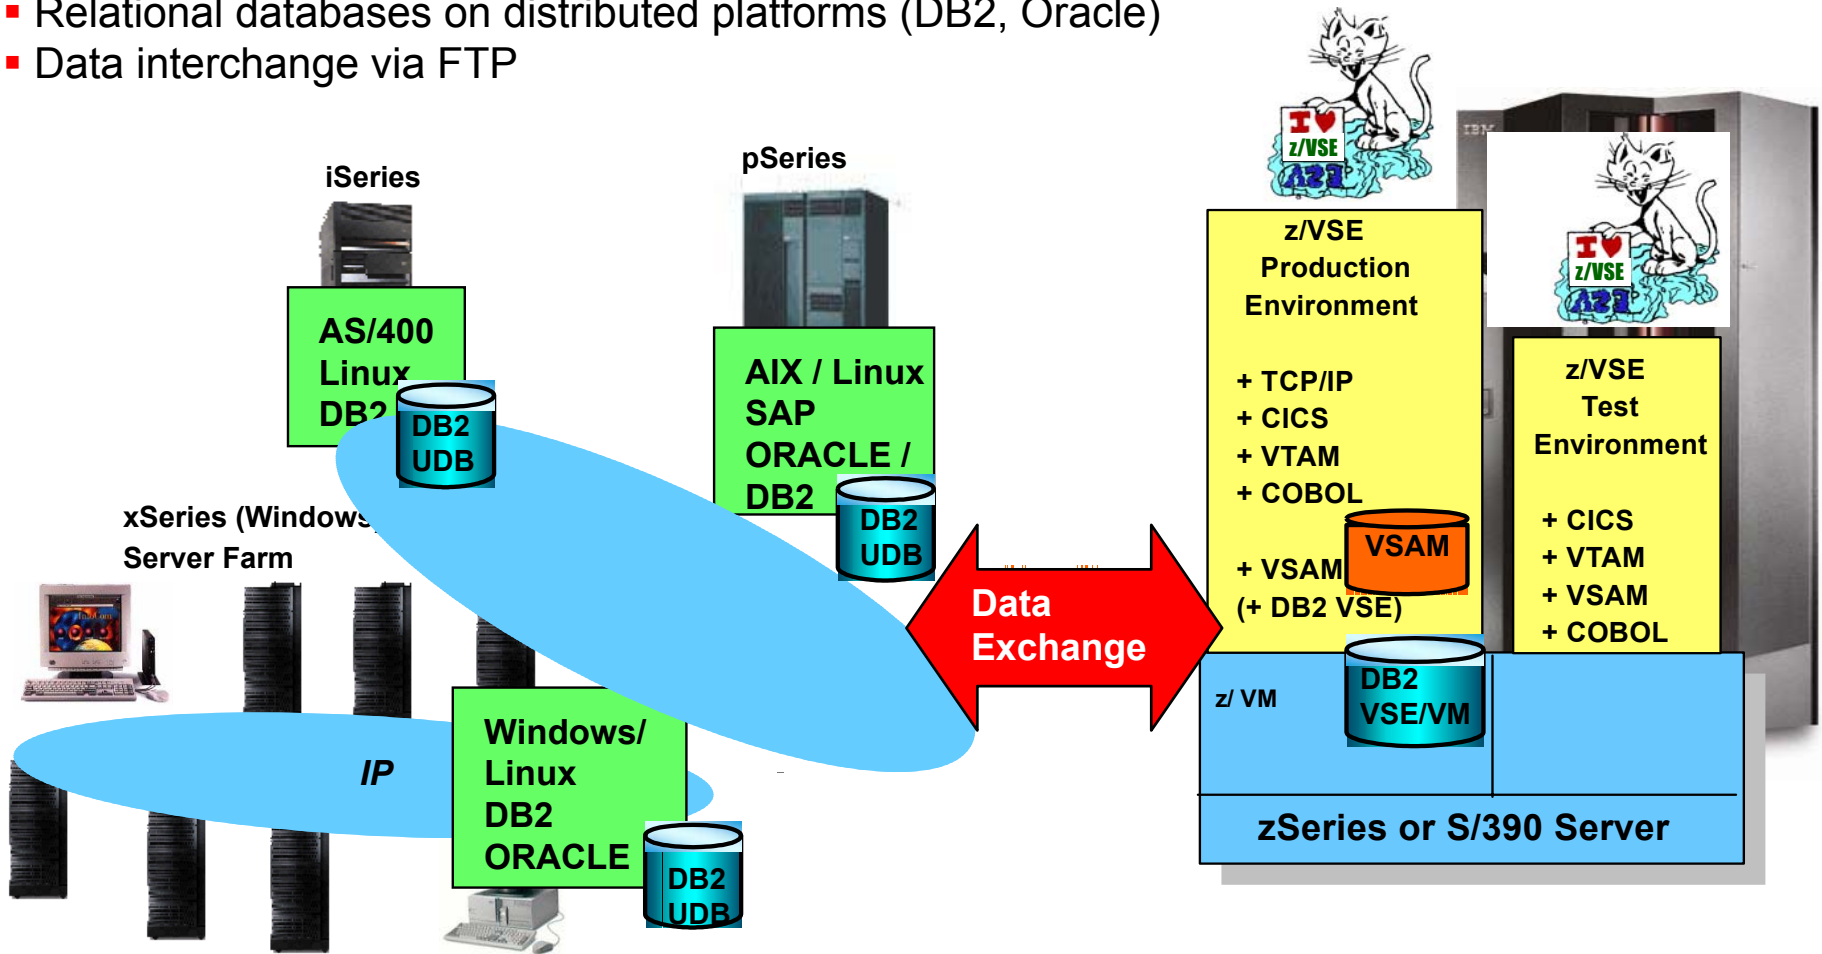 Relational databases on distributed platforms (DB2, Oracle)
Data interchange via FTP
iSeries
AS/400
Linux
DB2
DB2
UDB
pSeries
AIX / Linux
SAP
ORACLE /
DB2
DB2
UDB
xSeries (Windows)
Server Farm
IP
Windows/
Linux
DB2
ORACLE
DB2
UDB
Data
Exchange
I ♥
z/VSE
VSE
z/VSE
Production
Environment
+ TCP/IP
+ CICS
+ VTAM
+ COBOL
+ VSAM
(+ DB2 VSE)
VSAM
IBM
I ♥
z/VSE
VSE
z/VSE
Test
Environment
+ CICS
+ VTAM
+ VSAM
+ COBOL
z/ VM
DB2
VSE/VM
zSeries or S/390 Server